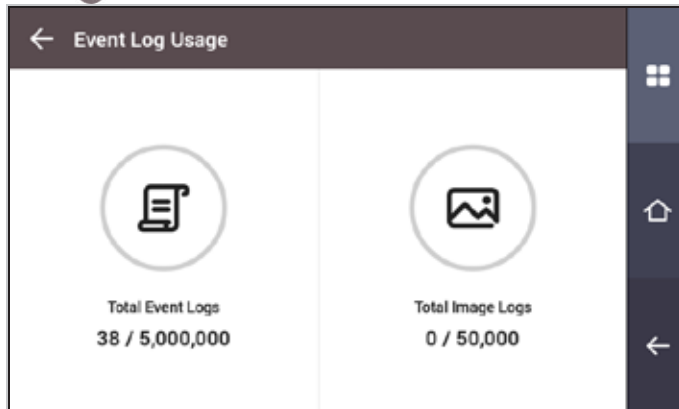 Event Log Usage
Total Event Logs
38 / 5,000,000
Total Image Logs
0 / 50,000